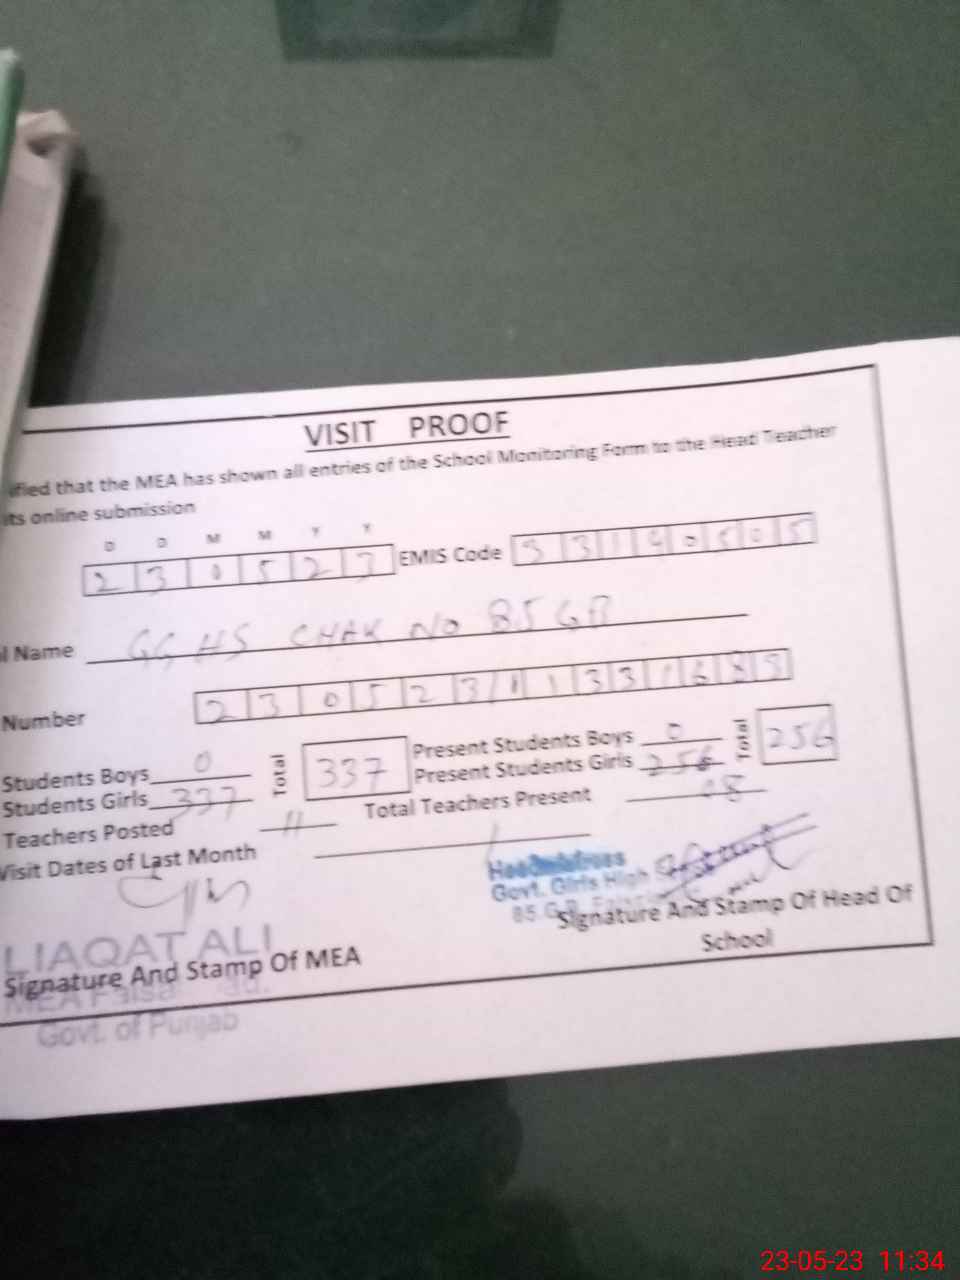 VISIT PROOF
ified that the MEA has shown all entries of the School Monitoring Form to the Head Teacher
its online submission
D D M M Y Y
2 3 0 5 2 3 EMIS Code 3 3 1 4 0 5 0 5
l Name GGHS CHAK NO 85 GB
Number 2 3 0 5 2 3 1 1 3 3 1 6
Students Boys 0 Total 337 Present Students Boys 0 Total 256
Students Girls 337 Present Students Girls 256
Teachers Posted 11 Total Teachers Present 08
Visit Dates of Last Month
Govt. Girls High
85 G.B.
Signature And Stamp Of Head Of
School
LIAQAT ALI
Signature And Stamp Of MEA
MEA
Govt. of Punjab
23-05-23 11:34